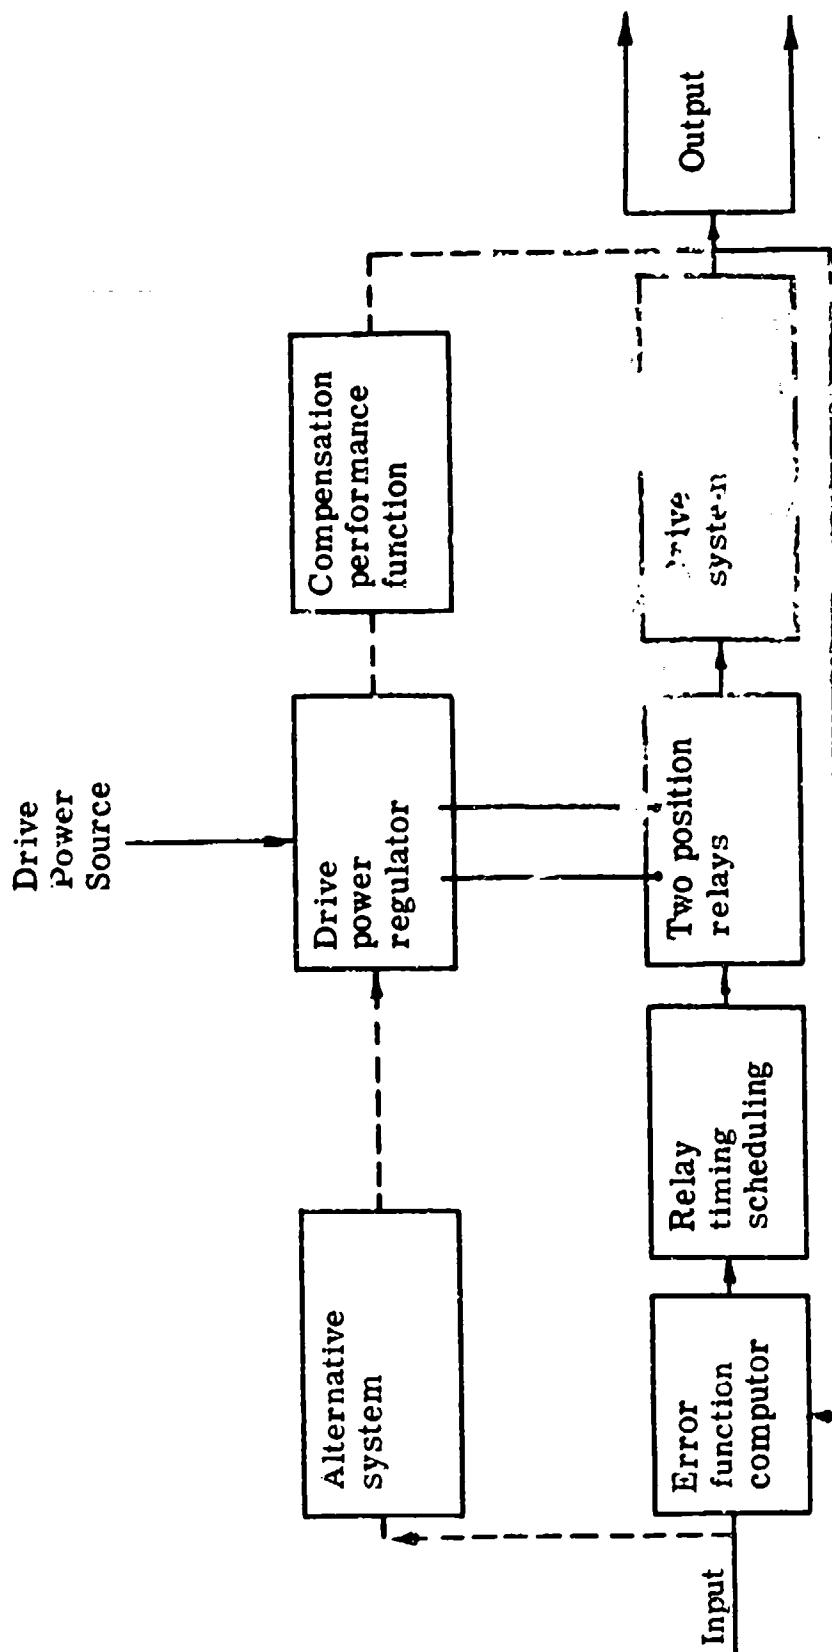 Drive
Power
Source
Alternative
system
Drive
power
regulator
Compensation
performance
function
Input
Error
function
computor
Relay
timing
scheduling
Two position
relays
system
Output